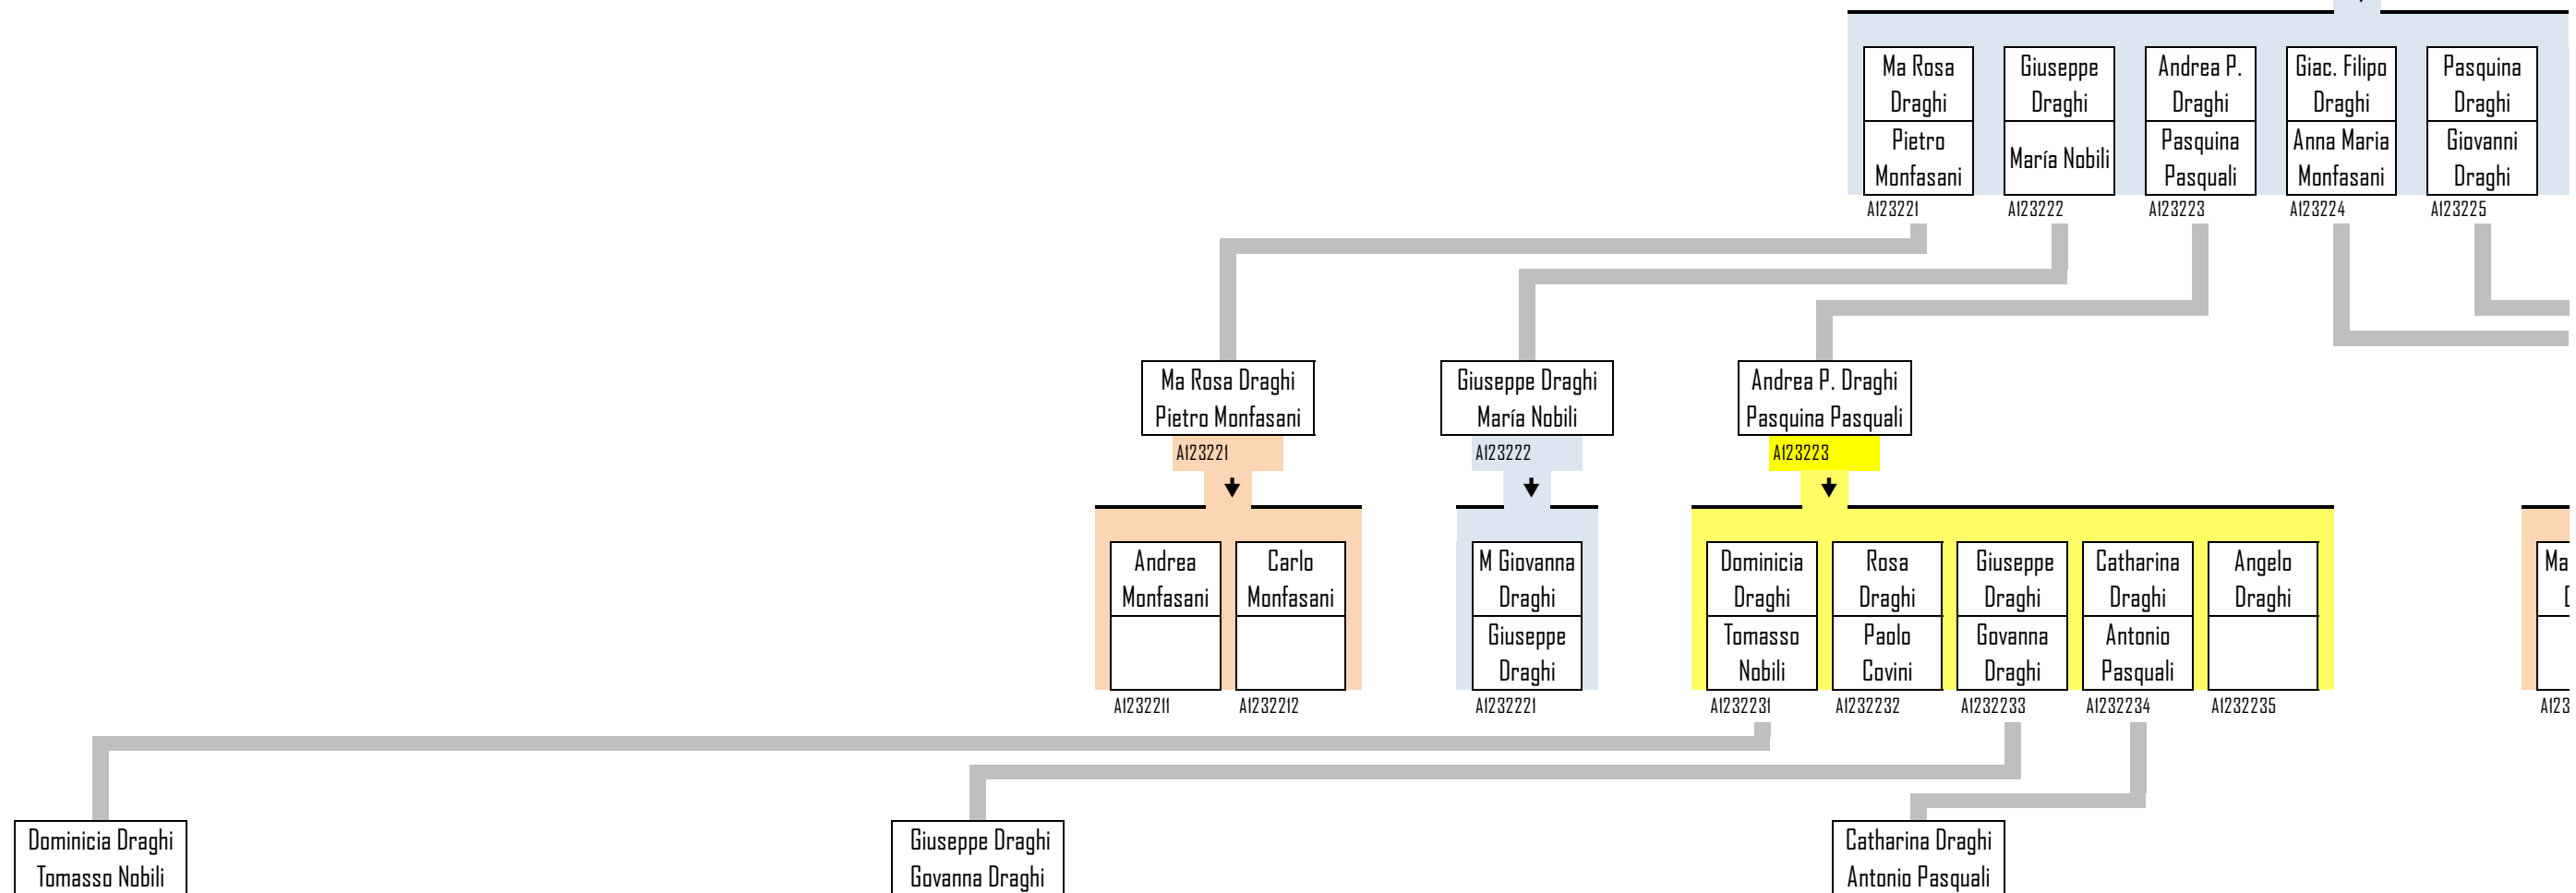 Ma Rosa
Draghi
Pietro
Monfasani
A123221
Giuseppe
Draghi
María Nobili
A123222
Andrea P.
Draghi
Pasquina
Pasquali
A123223
Giac. Filipo
Draghi
Anna Maria
Monfasani
A123224
Pasquina
Draghi
Giovanni
Draghi
A123225
Ma Rosa Draghi
Pietro Monfasani
A123221
Giuseppe Draghi
María Nobili
A123222
Andrea P. Draghi
Pasquina Pasquali
A123223
Andrea
Monfasani
A1232211
Carlo
Monfasani
A1232212
M Giovanna
Draghi
Giuseppe
Draghi
A1232221
Dominicia
Draghi
Tomasso
Nobili
A1232231
Rosa
Draghi
Paolo
Covini
A1232232
Giuseppe
Draghi
Govanna
Draghi
A1232233
Catharina
Draghi
Antonio
Pasquali
A1232234
Angelo
Draghi
A1232235
Ma
A123
Dominicia Draghi
Tomasso Nobili
Giuseppe Draghi
Govanna Draghi
Catharina Draghi
Antonio Pasquali